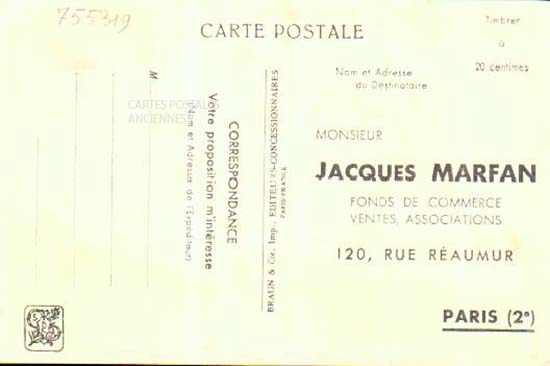 755319
CARTE POSTALE
Timbrer
à
20 centimes
Nom et Adresse
du Destinataire
CORRESPONDANCE
Votre proposition m'intéresse
Nom et Adresse de l'Expéditeur:
M
CARTES POSTALES
ANCIENNES
BRAUN & Cie, Imp., EDITEURS-CONCESSIONNAIRES
PARIS-FRANCE
MONSIEUR
JACQUES MARFAN
FONDS DE COMMERCE
VENTES, ASSOCIATIONS
120, RUE RÉAUMUR
PARIS (2º)